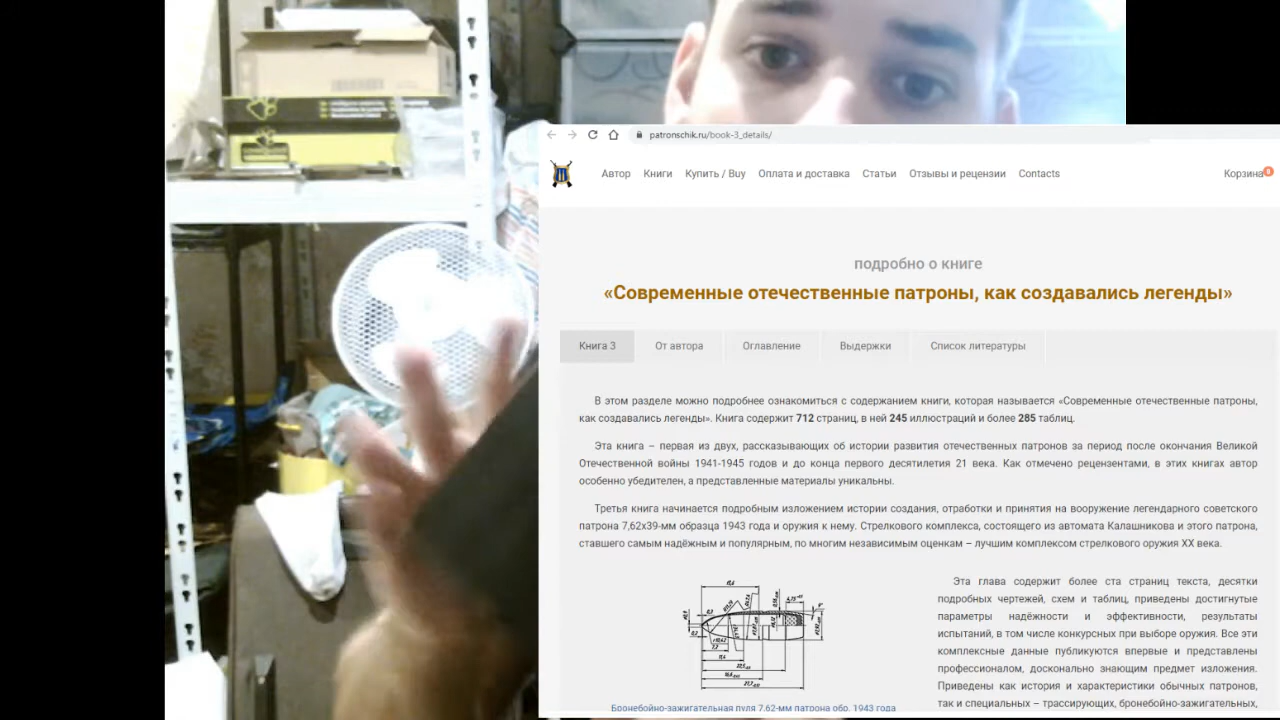 patronschik.ru/book-3_details/
Автор Книги Купить / Buy Оплата и доставка Статьи Отзывы и рецензии Contacts Корзина
подробно о книге
«Современные отечественные патроны, как создавались легенды»
Книга 3 От автора Оглавление Выдержки Список литературы
В этом разделе можно подробнее ознакомиться с содержанием книги, которая называется «Современные отечественные патроны,
как создавались легенды». Книга содержит 712 страниц, в ней 245 иллюстраций и более 285 таблиц.
Эта книга – первая из двух, рассказывающих об истории развития отечественных патронов за период после окончания Великой
Отечественной войны 1941-1945 годов и до конца первого десятилетия 21 века. Как отмечено рецензентами, в этих книгах автор
особенно убедителен, а представленные материалы уникальны.
Третья книга начинается подробным изложением истории создания, отработки и принятия на вооружение легендарного советского
патрона 7,62х39-мм образца 1943 года и оружия к нему. Стрелкового комплекса, состоящего из автомата Калашникова и этого патрона,
ставшего самым надёжным и популярным, по многим независимым оценкам – лучшим комплексом стрелкового оружия XX века.
Эта глава содержит более ста страниц текста, десятки
подробных чертежей, схем и таблиц, приведены достигнутые
параметры надёжности и эффективности, результаты
испытаний, в том числе конкурсных при выборе оружия. Все эти
комплексные данные публикуются впервые и представлены
профессионалом, досконально знающим предмет изложения.
Приведены как история и характеристики обычных патронов,
так и специальных – трассирующих, бронебойно-зажигательных,
Бронебойно-зажигательная пуля 7,62-мм патрона обр. 1943 года